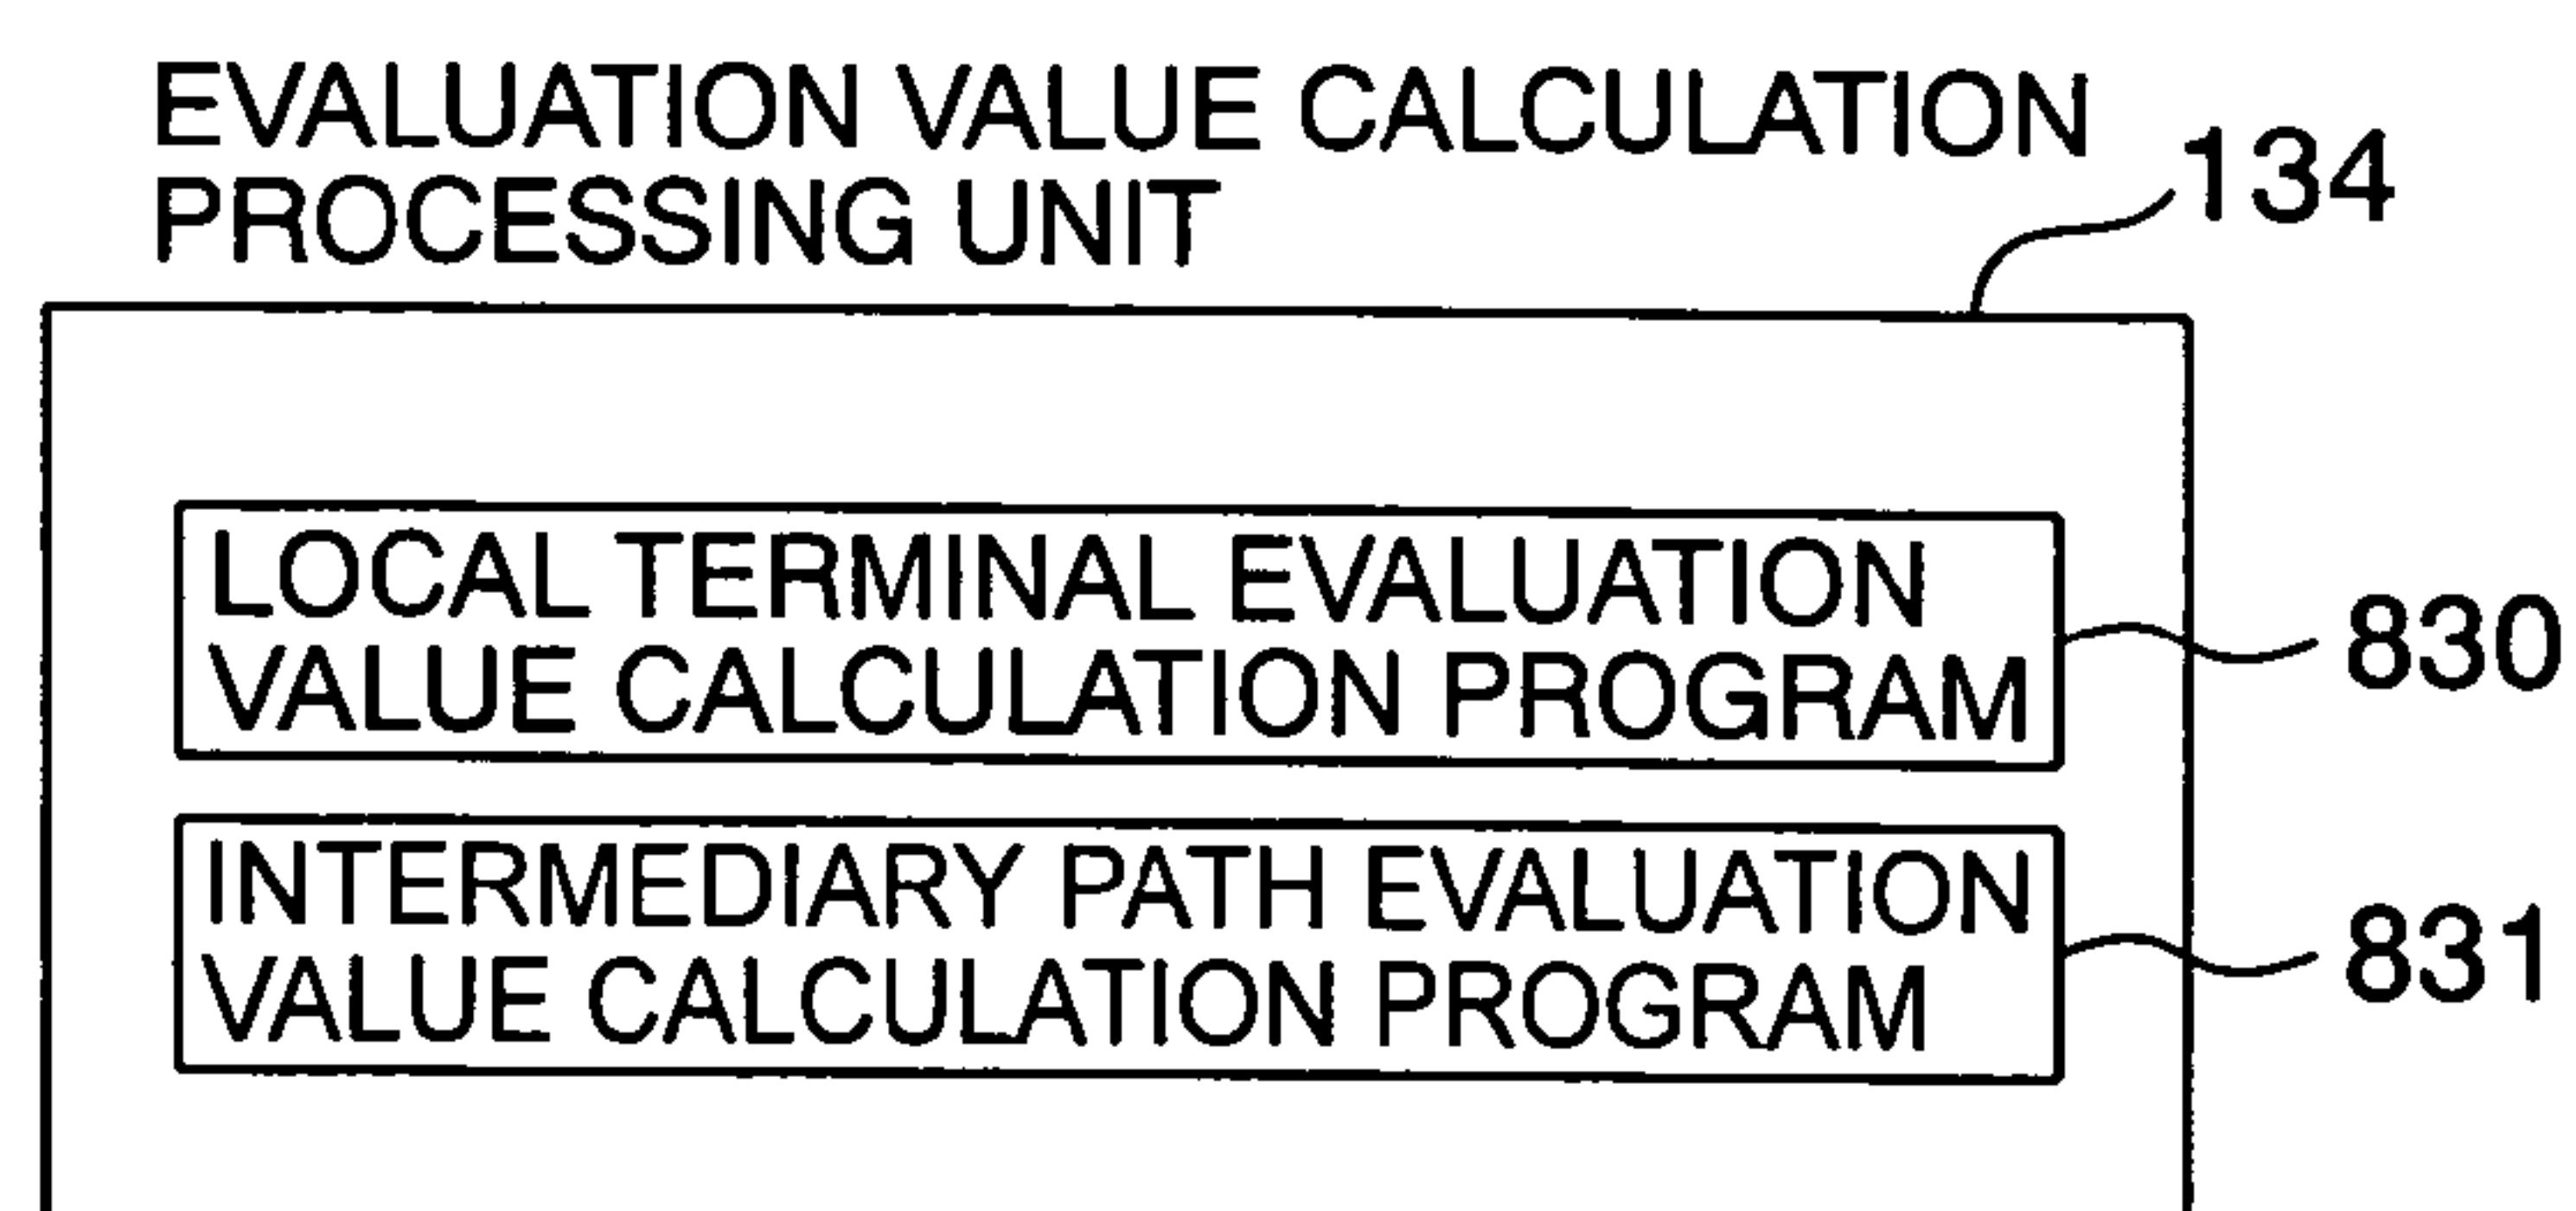 EVALUATION VALUE CALCULATION
PROCESSING UNIT
134
LOCAL TERMINAL EVALUATION
VALUE CALCULATION PROGRAM
830
INTERMEDIARY PATH EVALUATION
VALUE CALCULATION PROGRAM
831